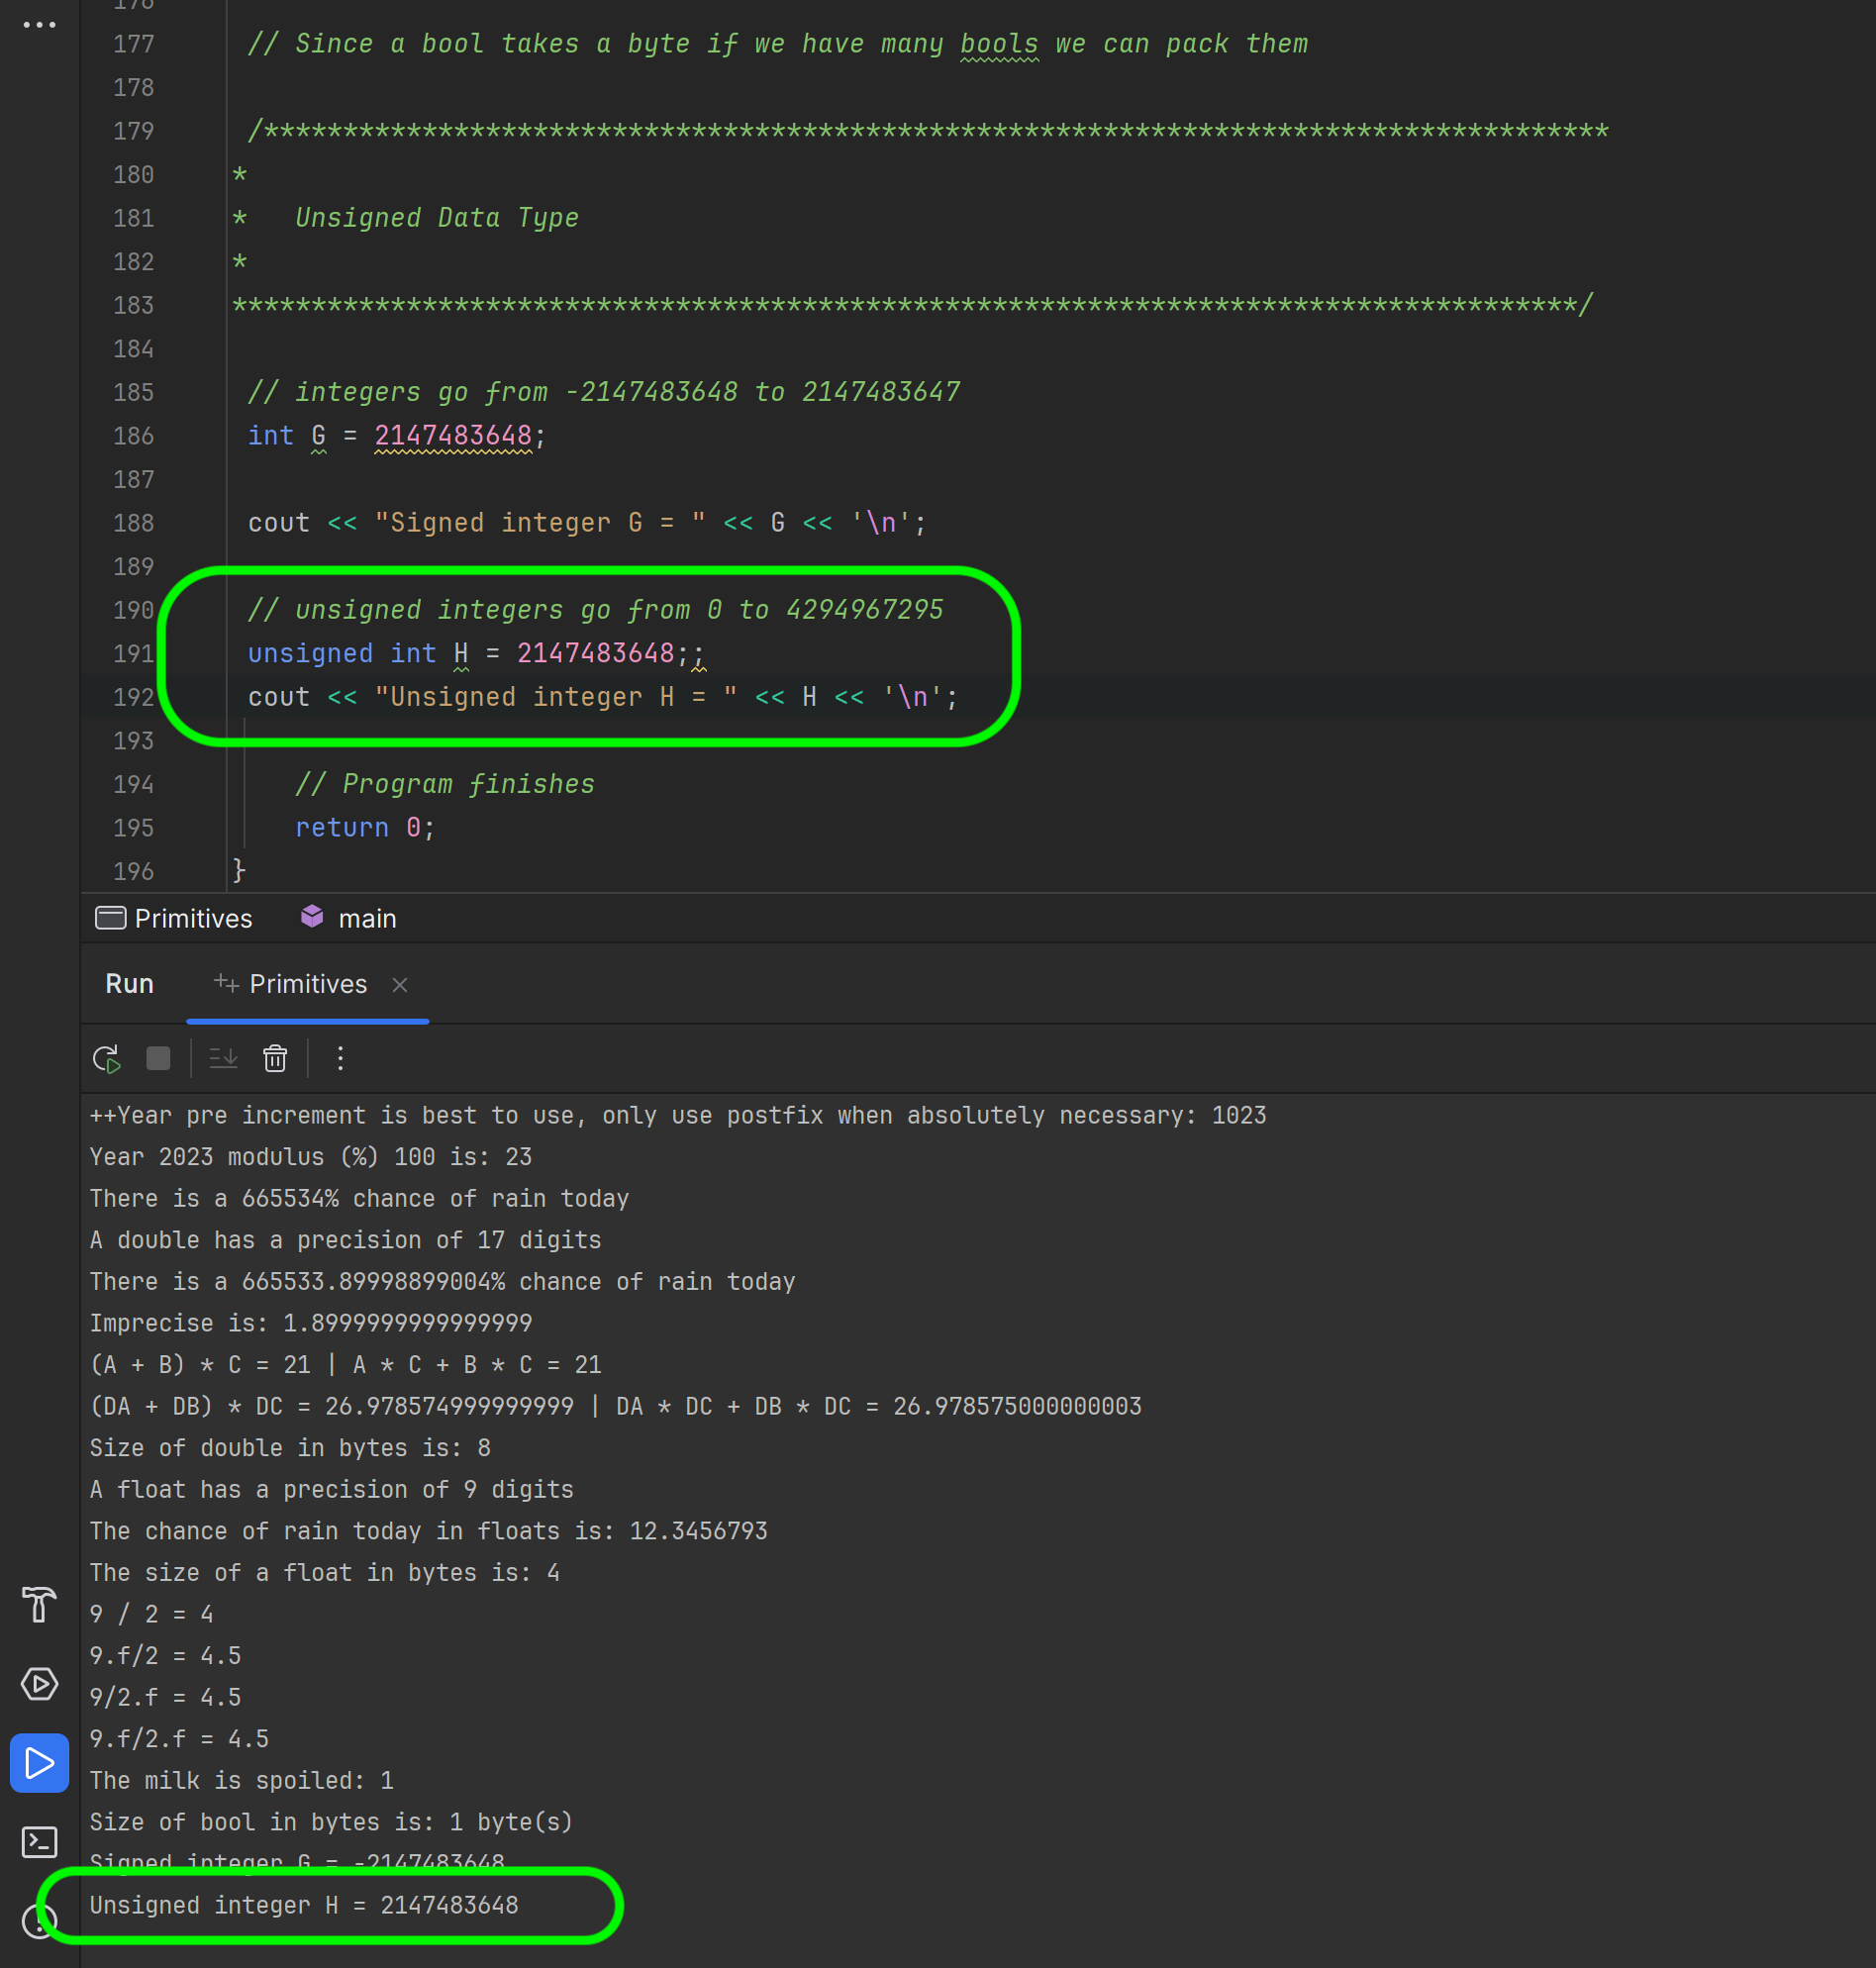 176
177 // Since a bool takes a byte if we have many bools we can pack them
178
179 /*************************************************************************************
180 *
181 *   Unsigned Data Type
182 *
183 *************************************************************************************/
184
185 // integers go from -2147483648 to 2147483647
186 int G = 2147483648;
187
188 cout << "Signed integer G = " << G << '\n';
189
190 // unsigned integers go from 0 to 4294967295
191 unsigned int H = 2147483648;;
192 cout << "Unsigned integer H = " << H << '\n';
193
194 // Program finishes
195 return 0;
196 }
Primitives main
Run Primitives
++Year pre increment is best to use, only use postfix when absolutely necessary: 1023
Year 2023 modulus (%) 100 is: 23
There is a 665534% chance of rain today
A double has a precision of 17 digits
There is a 665533.89998899004% chance of rain today
Imprecise is: 1.8999999999999999
(A + B) * C = 21 | A * C + B * C = 21
(DA + DB) * DC = 26.978574999999999 | DA * DC + DB * DC = 26.978575000000003
Size of double in bytes is: 8
A float has a precision of 9 digits
The chance of rain today in floats is: 12.3456793
The size of a float in bytes is: 4
9 / 2 = 4
9.f/2 = 4.5
9/2.f = 4.5
9.f/2.f = 4.5
The milk is spoiled: 1
Size of bool in bytes is: 1 byte(s)
Signed integer G = -2147483648
Unsigned integer H = 2147483648